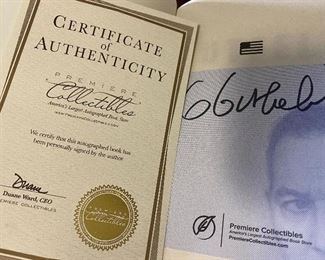 CERTIFICATE
of
AUTHENTICITY
PREMIERE
Collectibles
America's Largest Autographed Book Store
www.PremiereCollectibles.com
We certify that this autographed book has
been personally signed by the author
Duane
Duane Ward, CEO
PREMIERE COLLECTIBLES
Collectibles
Premiere Collectibles
America's Largest Autographed Book Store
PremiereCollectibles.com